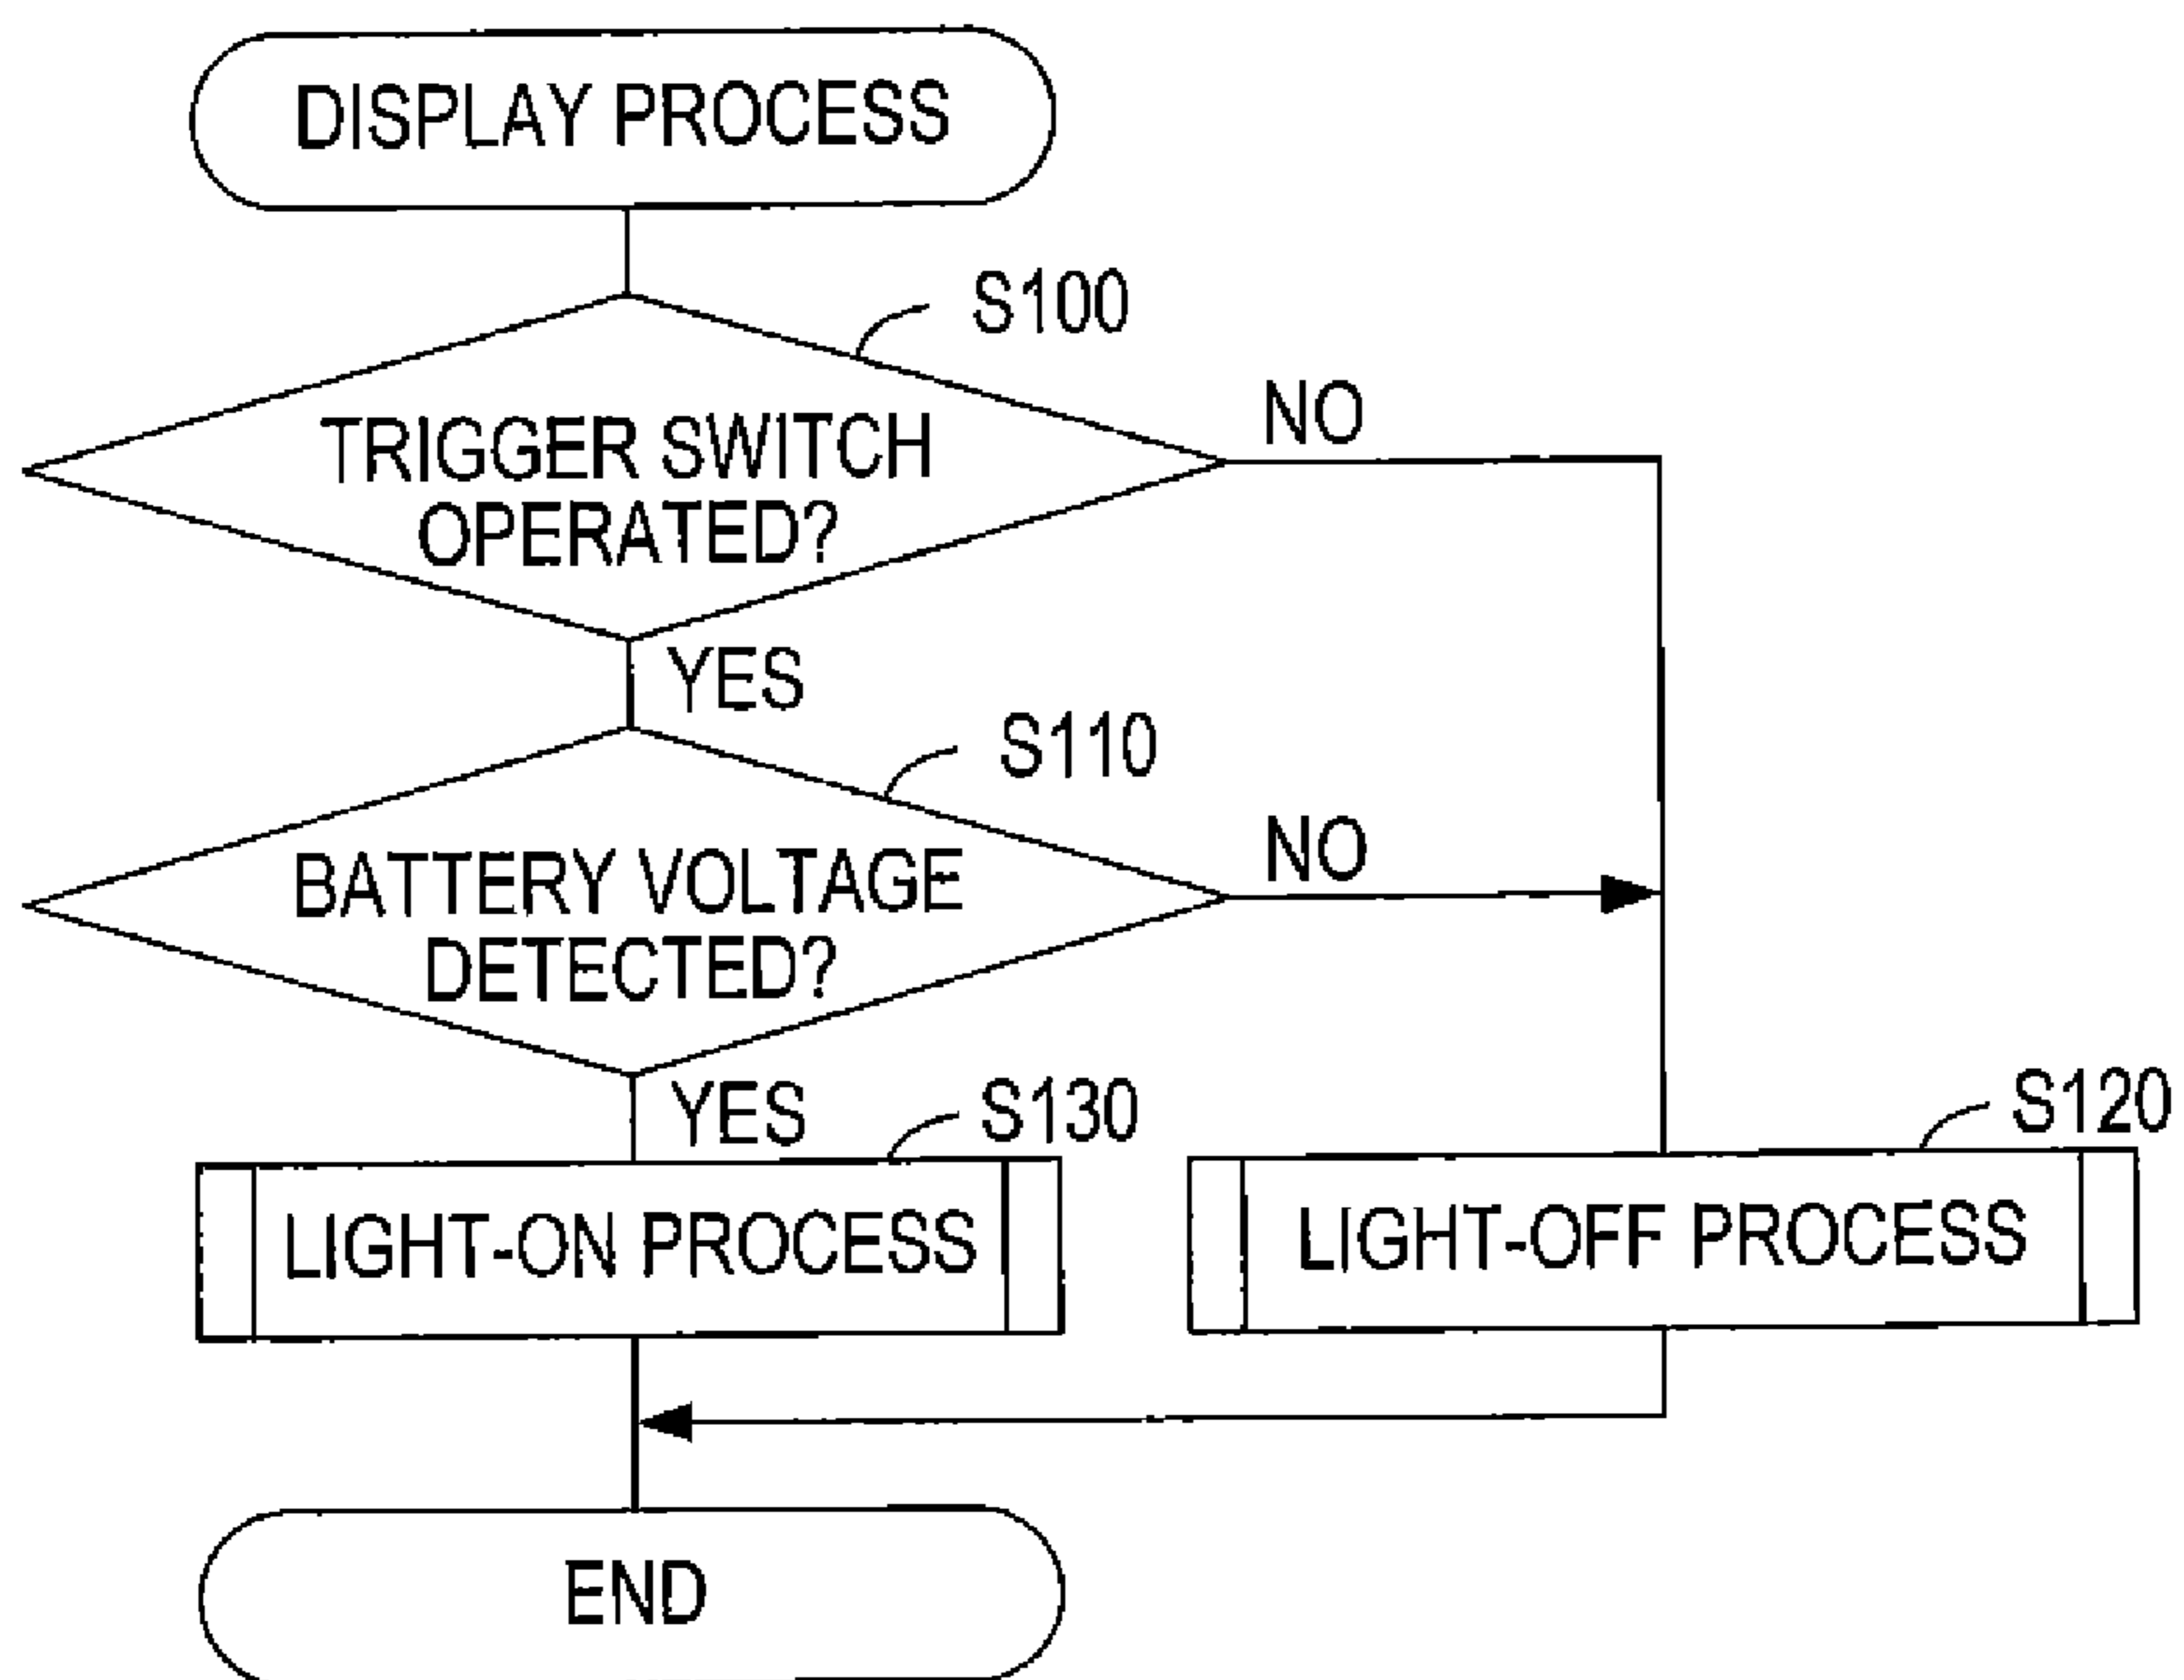 DISPLAY PROCESS
S100
TRIGGER SWITCH
OPERATED?
NO
YES
S110
BATTERY VOLTAGE
DETECTED?
NO
YES
S130
S120
LIGHT-ON PROCESS
LIGHT-OFF PROCESS
END